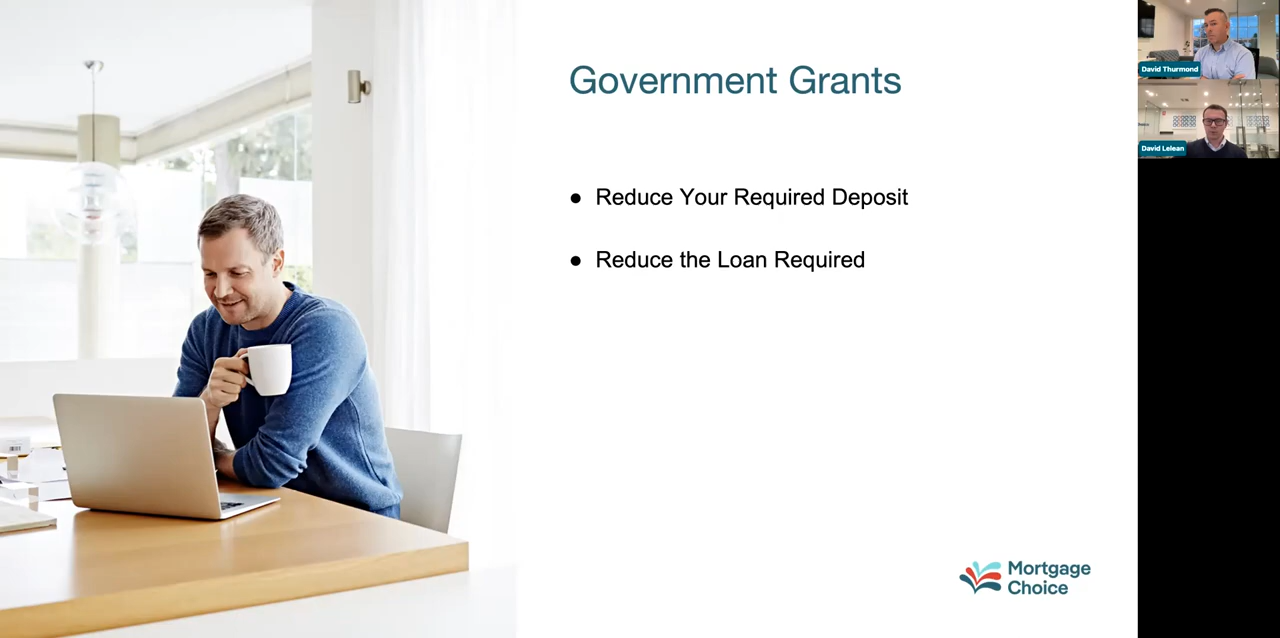 Government Grants
● Reduce Your Required Deposit
● Reduce the Loan Required
Mortgage
Choice
David Thurmond
David Lelean